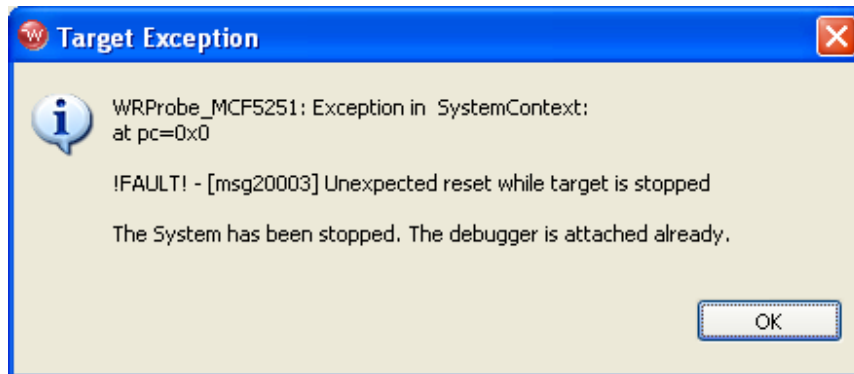 Target Exception
WRProbe_MCF5251: Exception in SystemContext:
at pc=0x0
!FAULT! - [msg20003] Unexpected reset while target is stopped
The System has been stopped. The debugger is attached already.
OK